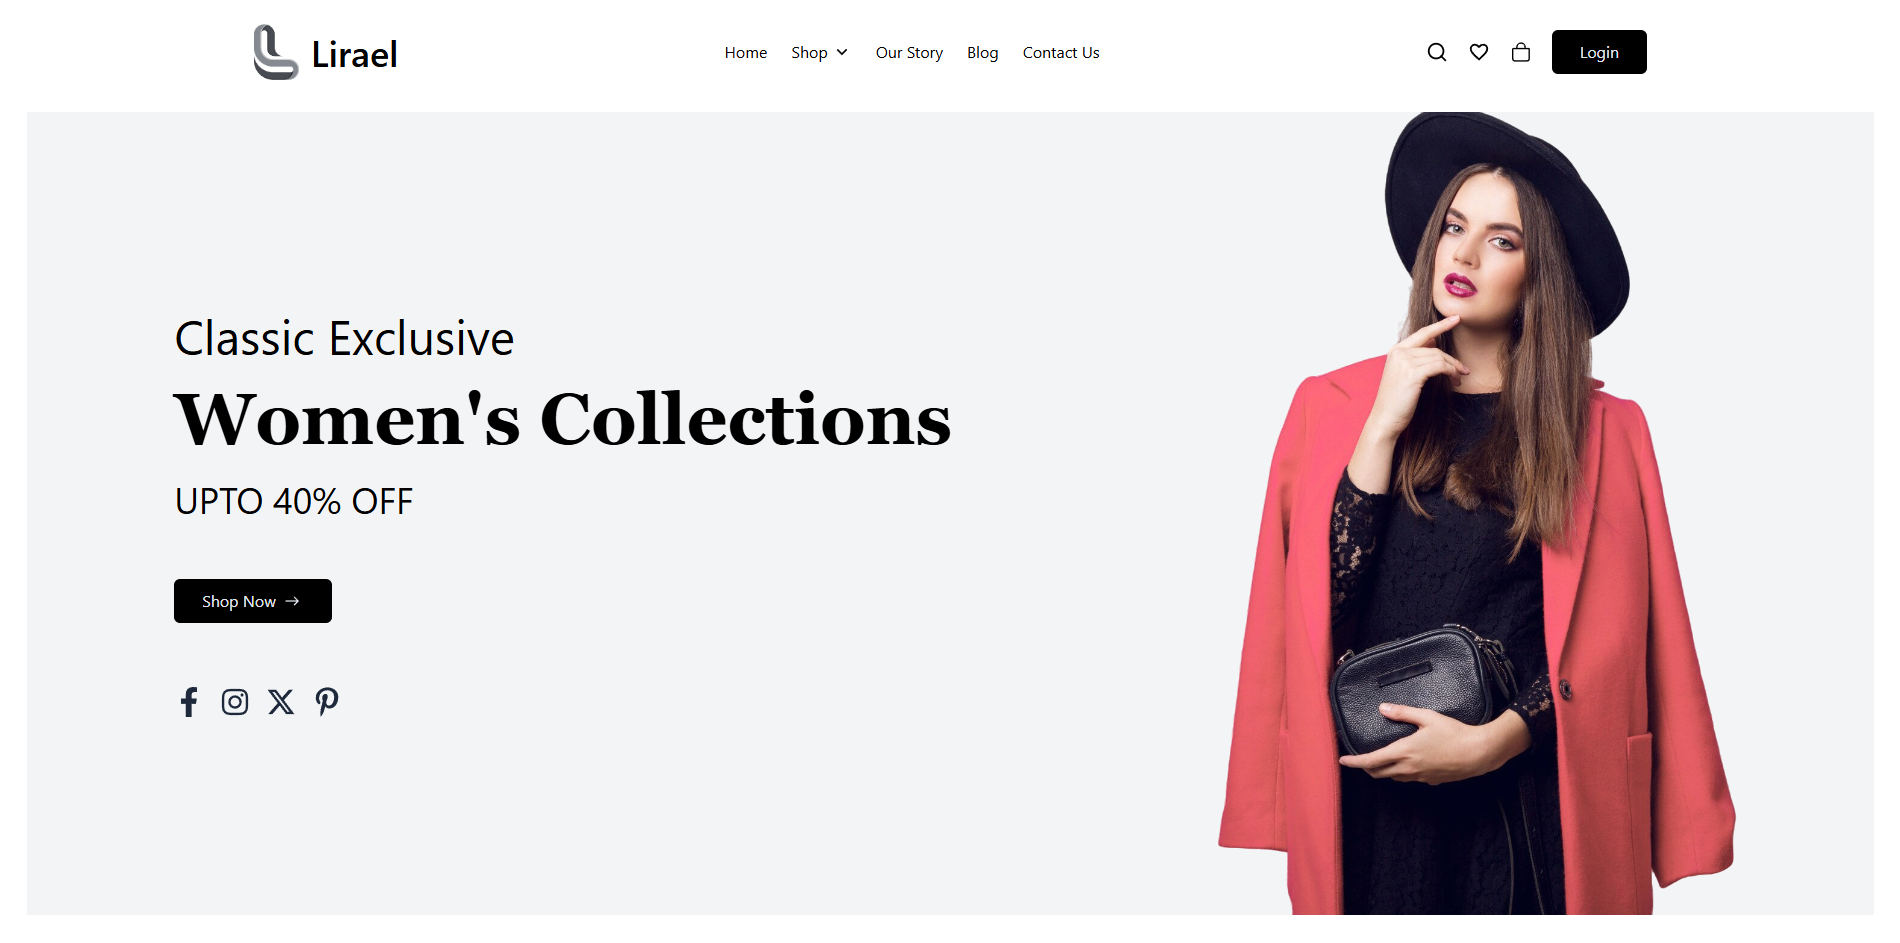 Lirael
Home Shop Our Story Blog Contact Us
Login
Classic Exclusive
Women's Collections
UPTO 40% OFF
Shop Now